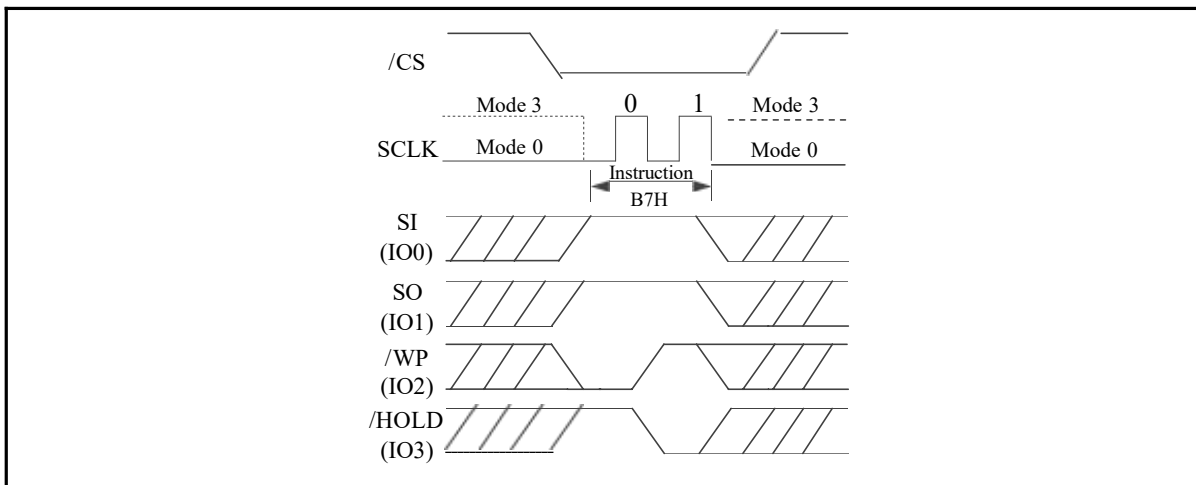 /CS
Mode 3 0 1 Mode 3
SCLK Mode 0 Mode 0
Instruction
B7H
SI
(IO0)
SO
(IO1)
/WP
(IO2)
/HOLD
(IO3)